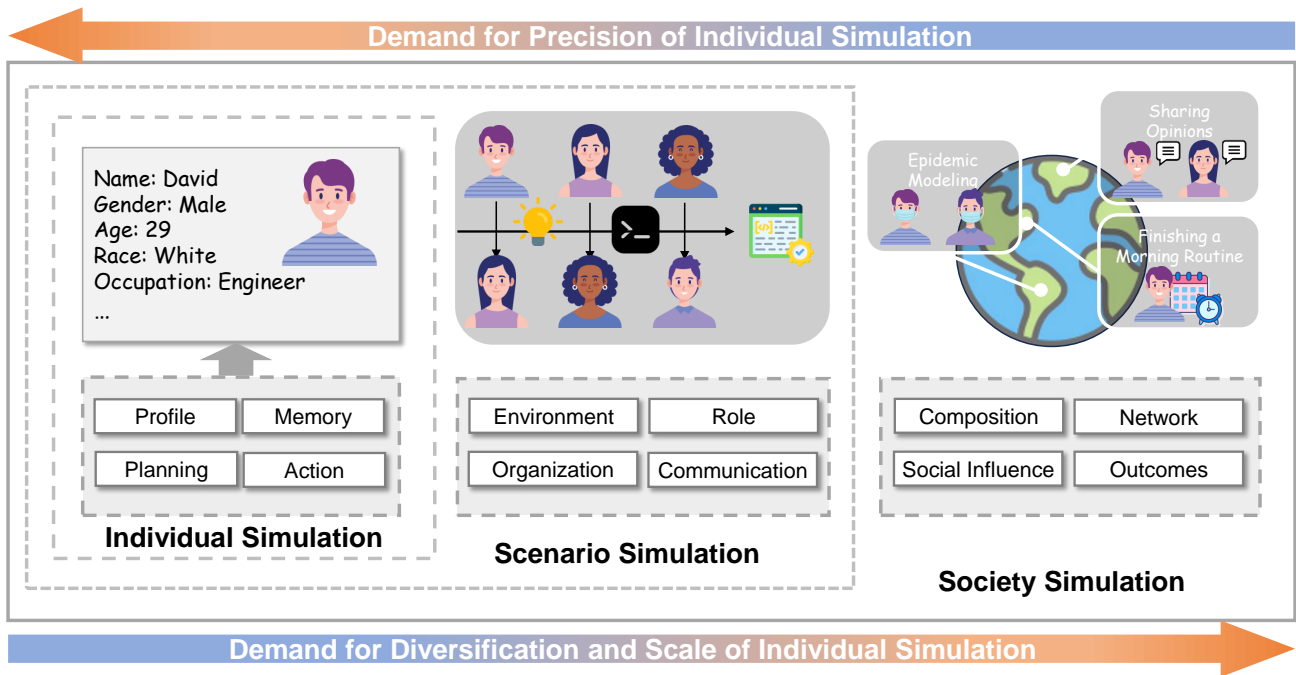 Demand for Precision of Individual Simulation
Name: David
Gender: Male
Age: 29
Race: White
Occupation: Engineer
...
Profile
Memory
Planning
Action
Individual Simulation
Environment
Role
Organization
Communication
Scenario Simulation
Epidemic
Modeling
Sharing
Opinions
Finishing a
Morning Routine
Composition
Network
Social Influence
Outcomes
Society Simulation
Demand for Diversification and Scale of Individual Simulation